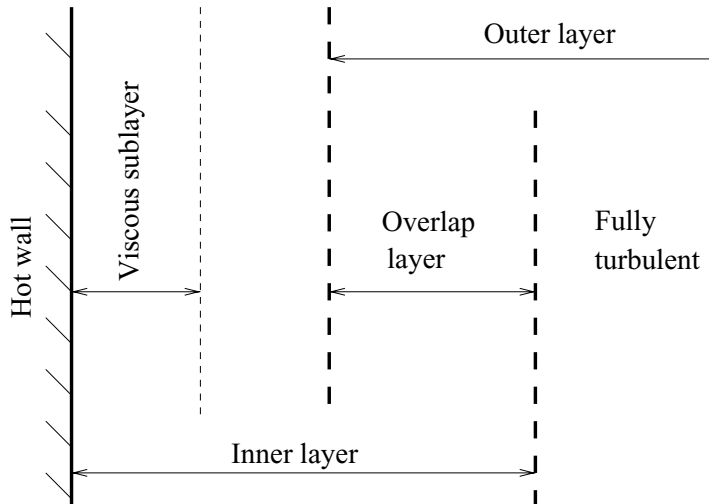 Outer layer
Viscous sublayer
Hot wall
Overlap
layer
Fully
turbulent
Inner layer